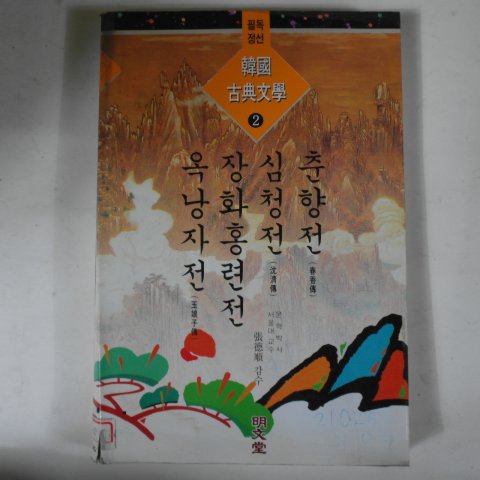 필독
정선
韓國
古典文學
2
춘향전(春香傳)
심청전(沈淸傳)
장화홍련전
옥낭자전(玉娘子傳)
문학박사
서울대교수
張德順 감수
明文堂